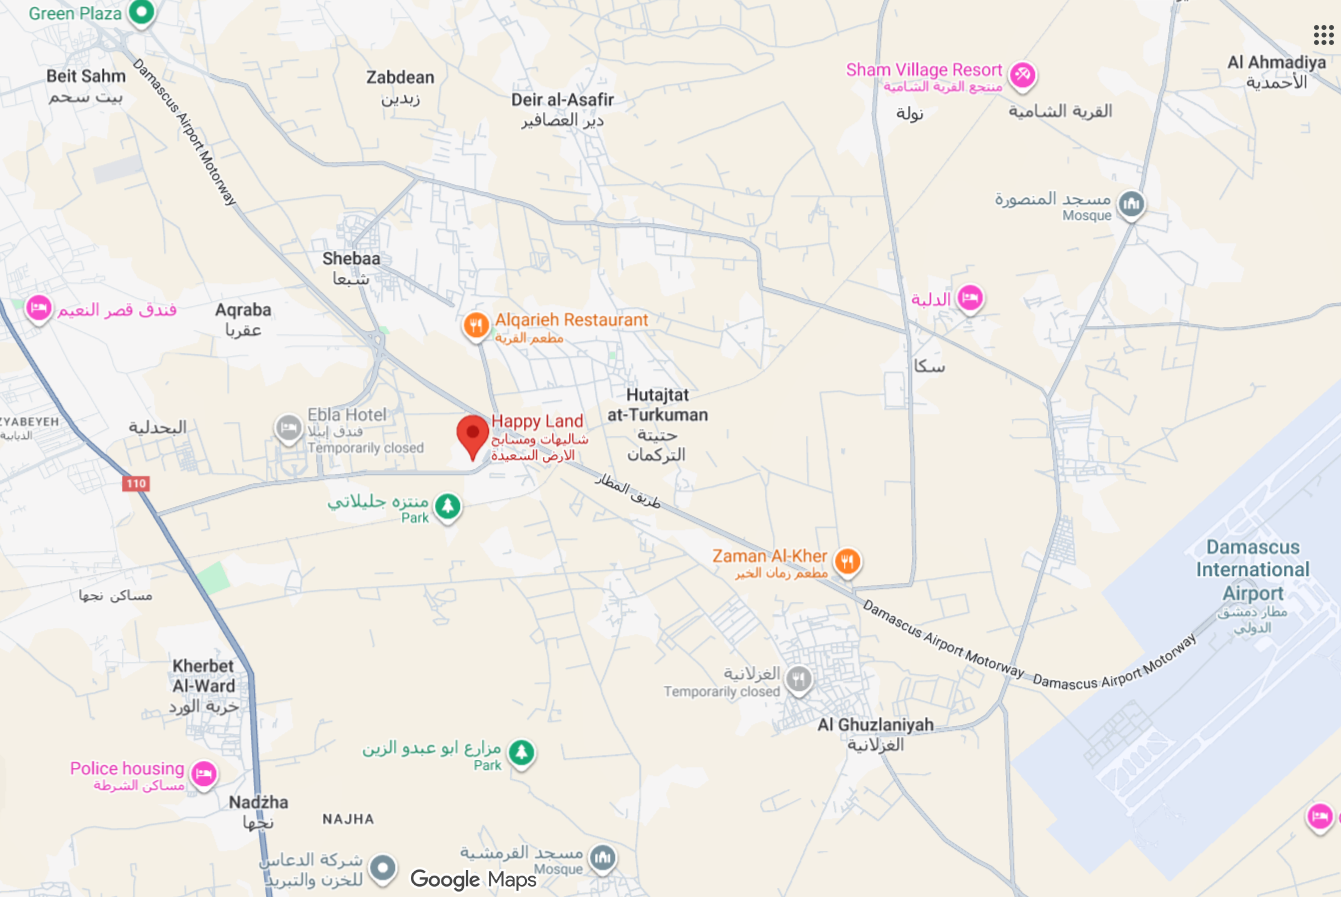 Green Plaza
Beit Sahm
بيت سحم
Damascus Airport Motorway
Zabdean
زبدين
Deir al-Asafir
دير العصافير
Sham Village Resort
منتجع القرية الشامية
القرية الشامية
نولة
Al Ahmadiya
الأحمدية
مسجد المنصورة
Mosque
Shebaa
شبعا
Aqraba
عقربا
فندق قصر النعيم
Alqarieh Restaurant
مطعم القرية
الدلبة
سكا
Hutajtat
at-Turkuman
حتيتة
التركمان
Ebla Hotel
فندق إيبلا
Temporarily closed
Happy Land
شاليهات ومسابح
الارض السعيدة
ZYABEYEH
الذيابية
البحدلية
110
منتزه جليلاتي
Park
طريق المطار
Zaman Al-Kher
مطعم زمان الخير
Damascus
International
Airport
مطار دمشق
الدولي
مساكن نجها
Damascus Airport Motorway
Damascus Airport Motorway
Kherbet
Al-Ward
خربة الورد
الغزلانية
Temporarily closed
Al Ghuzlaniyah
الغزلانية
مزارع ابو عبدو الزين
Park
Police housing
مساكن الشرطة
Nadżha
نجها
NAJHA
شركة الدعاس
للخزن والتبريد
مسجد القرمشية
Mosque
Google Maps